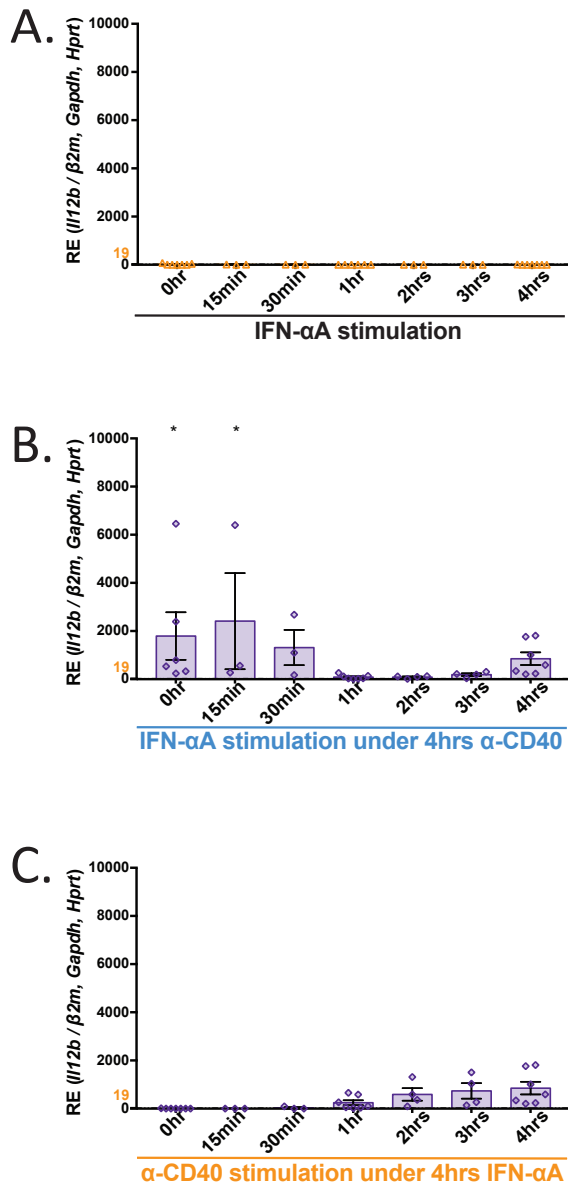 A.
RE (Il12b / β2m, Gapdh, Hprt)
10000
8000
6000
4000
2000
19
0
0hr 15min 30min 1hr 2hrs 3hrs 4hrs
IFN-αA stimulation
B.
RE (Il12b / β2m, Gapdh, Hprt)
* *
10000
8000
6000
4000
2000
19
0
0hr 15min 30min 1hr 2hrs 3hrs 4hrs
IFN-αA stimulation under 4hrs α-CD40
C.
RE (Il12b / β2m, Gapdh, Hprt)
10000
8000
6000
4000
2000
19
0
0hr 15min 30min 1hr 2hrs 3hrs 4hrs
α-CD40 stimulation under 4hrs IFN-αA